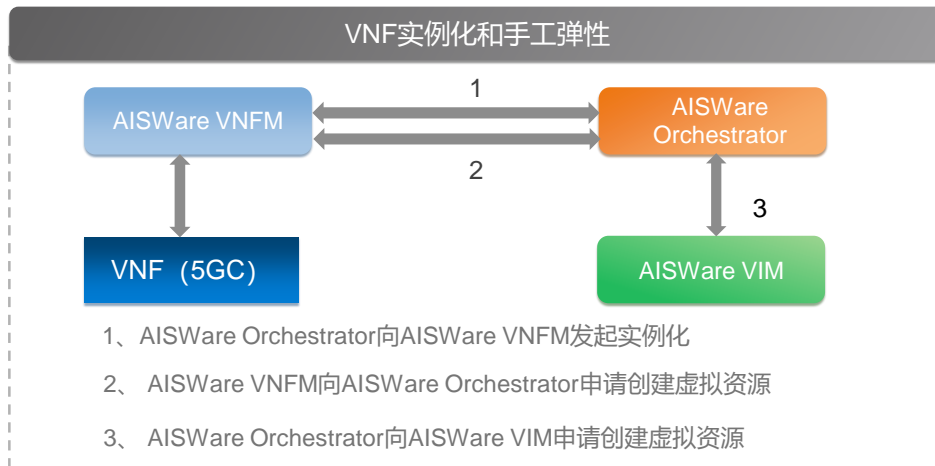 VNF实例化和手工弹性
1
AISWare VNFM
AISWare
Orchestrator
2
3
VNF（5GC）
AISWare VIM
1、AISWare Orchestrator向AISWare VNFM发起实例化
2、 AISWare VNFM向AISWare Orchestrator申请创建虚拟资源
3、 AISWare Orchestrator向AISWare VIM申请创建虚拟资源